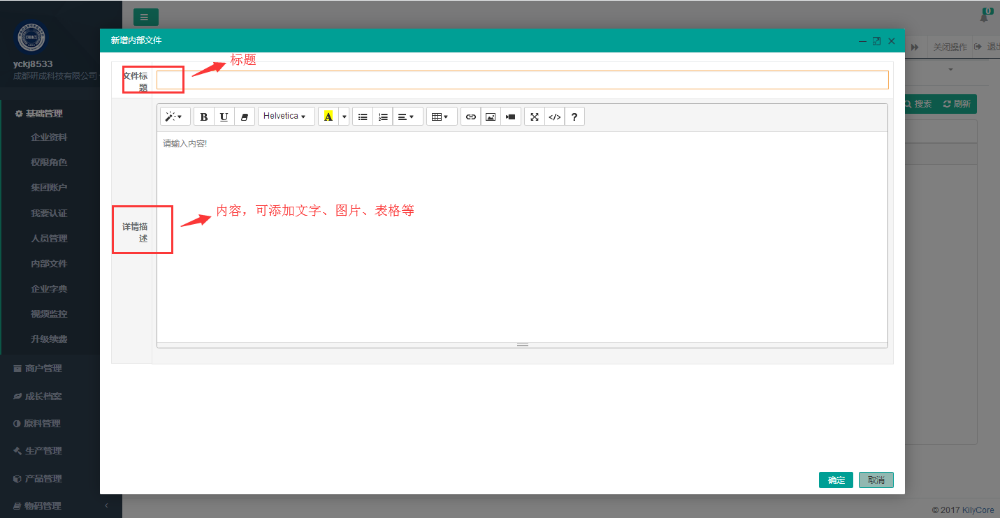 0
yckj8533
成都研成科技有限公司
新增内部文件
关闭操作
退出
文件标
题
标题
搜索
刷新
基础管理
企业资料
权限角色
集团账户
我要认证
人员管理
内部文件
企业字典
视频监控
升级续费
商户管理
成长档案
原料管理
生产管理
产品管理
物码管理
B U Helvetica A </> ?
请输入内容!
内容，可添加文字、图片、表格等
详情描
述
确定
取消
© 2017 KilyCore